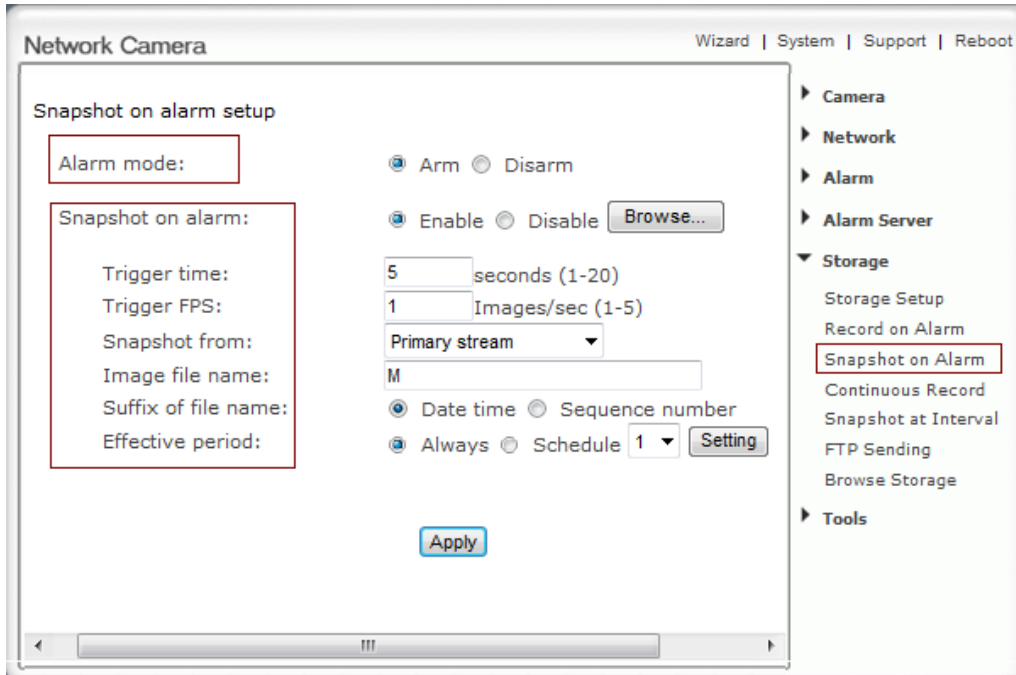 Network Camera
Wizard | System | Support | Reboot
Snapshot on alarm setup
Alarm mode: Arm Disarm
Snapshot on alarm: Enable Disable Browse...
Trigger time: 5 seconds (1-20)
Trigger FPS: 1 Images/sec (1-5)
Snapshot from: Primary stream
Image file name: M
Suffix of file name: Date time Sequence number
Effective period: Always Schedule 1 Setting
Apply
Camera
Network
Alarm
Alarm Server
Storage
Storage Setup
Record on Alarm
Snapshot on Alarm
Continuous Record
Snapshot at Interval
FTP Sending
Browse Storage
Tools